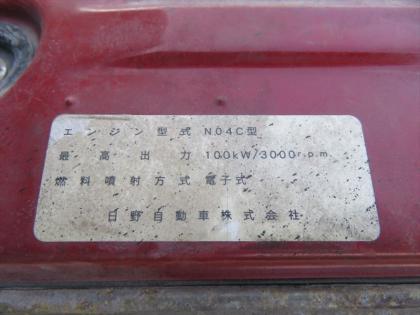 エンジン型式 N04C型
最高出力 100kW/3000r.p.m
燃料噴射方式 電子式
日野自動車株式会社